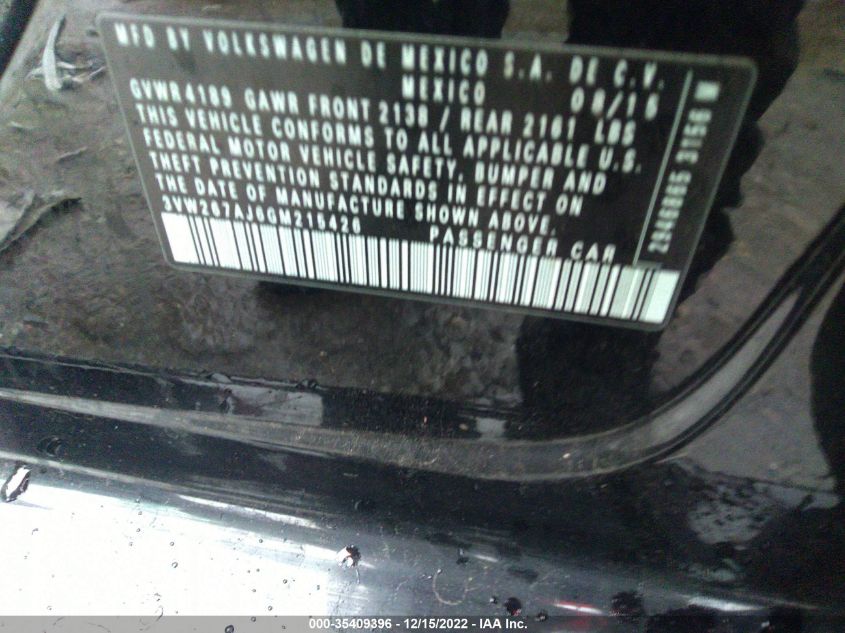 MFD BY VOLKSWAGEN DE MEXICO S.A. DE C.V.
MEXICO 08/16
GVWR 4189 GAWR FRONT 2138 / REAR 2161 LBS
THIS VEHICLE CONFORMS TO ALL APPLICABLE U.S.
FEDERAL MOTOR VEHICLE SAFETY, BUMPER AND
THEFT PREVENTION STANDARDS IN EFFECT ON
THE DATE OF MANUFACTURE SHOWN ABOVE.
3VW267AJ6GM215426 PASSENGER CAR
000-35409396 - 12/15/2022 - IAA Inc.